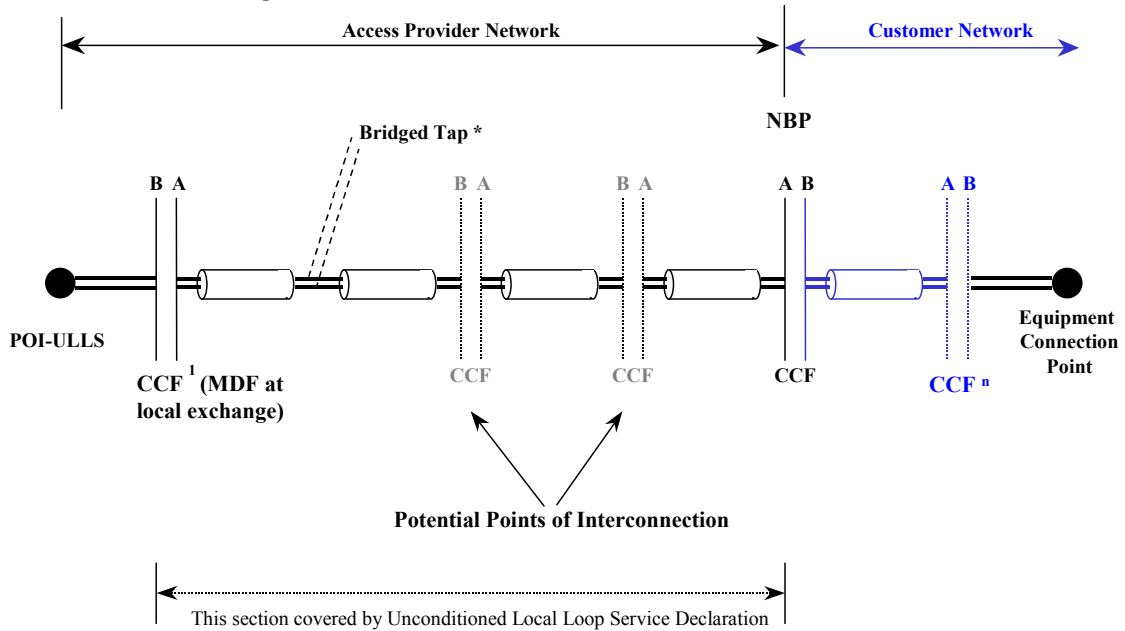 Access Provider Network
Customer Network
NBP
Bridged Tap *
B A
B A
B A
A B
A B
POI-ULLS
Equipment
Connection
Point
CCF 1 (MDF at
local exchange)
CCF
CCF
CCF
CCF n
Potential Points of Interconnection
This section covered by Unconditioned Local Loop Service Declaration